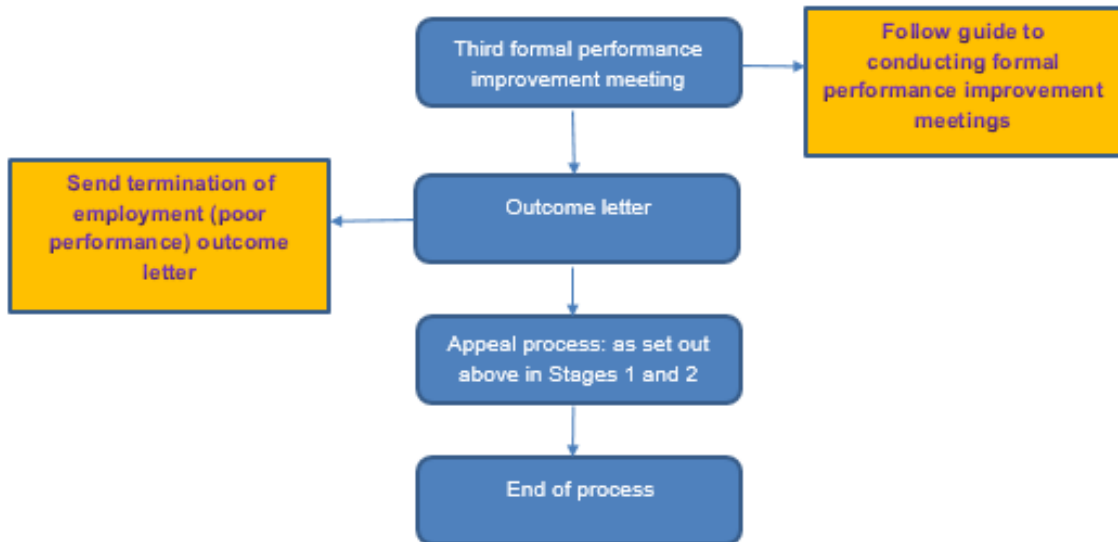 Third formal performance
improvement meeting
Follow guide to
conducting formal
performance improvement
meetings
Send termination of
employment (poor
performance) outcome
letter
Outcome letter
Appeal process: as set out
above in Stages 1 and 2
End of process